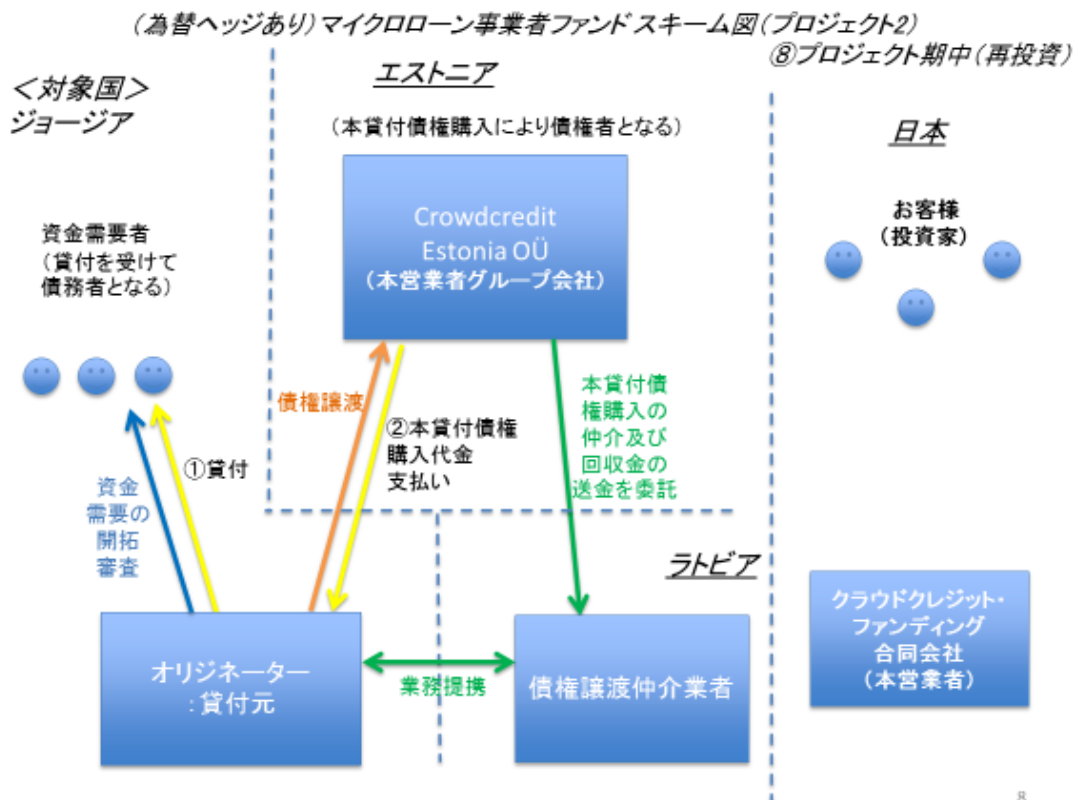 (為替ヘッジあり)マイクロローン事業者ファンド スキーム図(プロジェクト2)
⑧プロジェクト期中(再投資)
<対象国>
ジョージア
エストニア
(本貸付債権購入により債権者となる)
日本
Crowdcredit
Estonia OÜ
(本営業者グループ会社)
資金需要者
(貸付を受けて
債務者となる)
お客様
(投資家)
債権譲渡
②本貸付債権
購入代金
支払い
本貸付債
権購入の
仲介及び
回収金の
送金を委託
①貸付
資金
需要の
開拓
審査
ラトビア
オリジネーター
:貸付元
業務提携
債権譲渡仲介業者
クラウドクレジット・
ファンディング
合同会社
(本営業者)
8